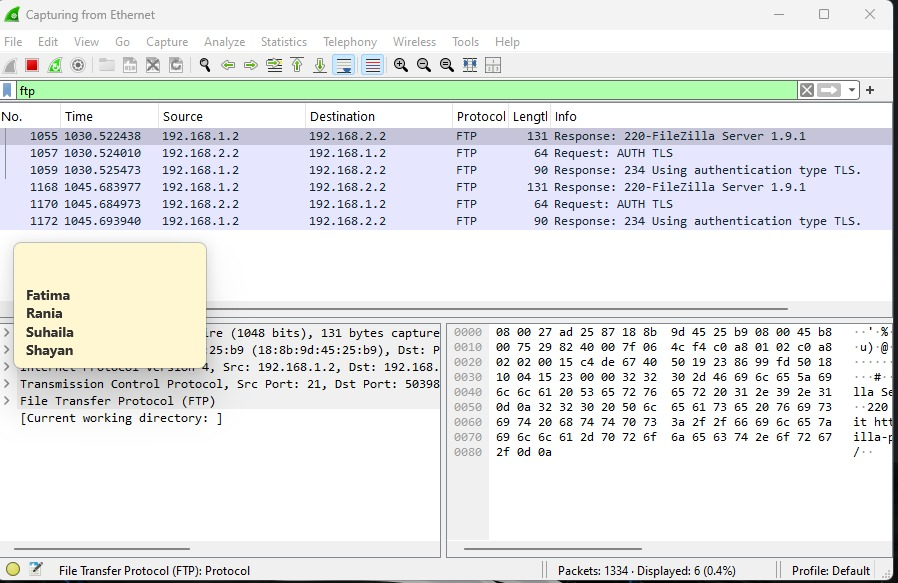 Capturing from Ethernet
File Edit View Go Capture Analyze Statistics Telephony Wireless Tools Help
ftp
No. Time Source Destination Protocol Lengtl Info
1055 1030.522438 192.168.1.2 192.168.2.2 FTP 131 Response: 220-FileZilla Server 1.9.1
1057 1030.524010 192.168.2.2 192.168.1.2 FTP 64 Request: AUTH TLS
1059 1030.525473 192.168.1.2 192.168.2.2 FTP 90 Response: 234 Using authentication type TLS.
1168 1045.683977 192.168.1.2 192.168.2.2 FTP 131 Response: 220-FileZilla Server 1.9.1
1170 1045.684973 192.168.2.2 192.168.1.2 FTP 64 Request: AUTH TLS
1172 1045.693940 192.168.1.2 192.168.2.2 FTP 90 Response: 234 Using authentication type TLS.
Fatima
Rania
Suhaila
Shayan
ire (1048 bits), 131 bytes capture
25:b9 (18:8b:9d:45:25:b9), Dst: P
Internet Protocol Version 4, Src: 192.168.1.2, Dst: 192.168.
Transmission Control Protocol, Src Port: 21, Dst Port: 50398
File Transfer Protocol (FTP)
[Current working directory: ]
0000 08 00 27 ad 25 87 18 8b 9d 45 25 b9 08 00 45 b8 ··'·%·
0010 00 75 29 82 40 00 7f 06 4c f4 c0 a8 01 02 c0 a8 ·u)·@·
0020 02 02 00 15 c4 de 67 40 50 19 23 86 99 fd 50 18 ······
0030 10 04 15 23 00 00 32 32 30 2d 46 69 6c 65 5a 69 ···#··
0040 6c 6c 61 20 53 65 72 76 65 72 20 31 2e 39 2e 31 lla Se
0050 0d 0a 32 32 30 20 50 6c 65 61 73 65 20 76 69 73 ··220
0060 69 74 20 68 74 74 70 73 3a 2f 2f 66 69 6c 65 7a it htt
0070 69 6c 6c 61 2d 70 72 6f 6a 65 63 74 2e 6f 72 67 illa-p
0080 2f 0d 0a /··
File Transfer Protocol (FTP): Protocol
Packets: 1334 · Displayed: 6 (0.4%)
Profile: Default